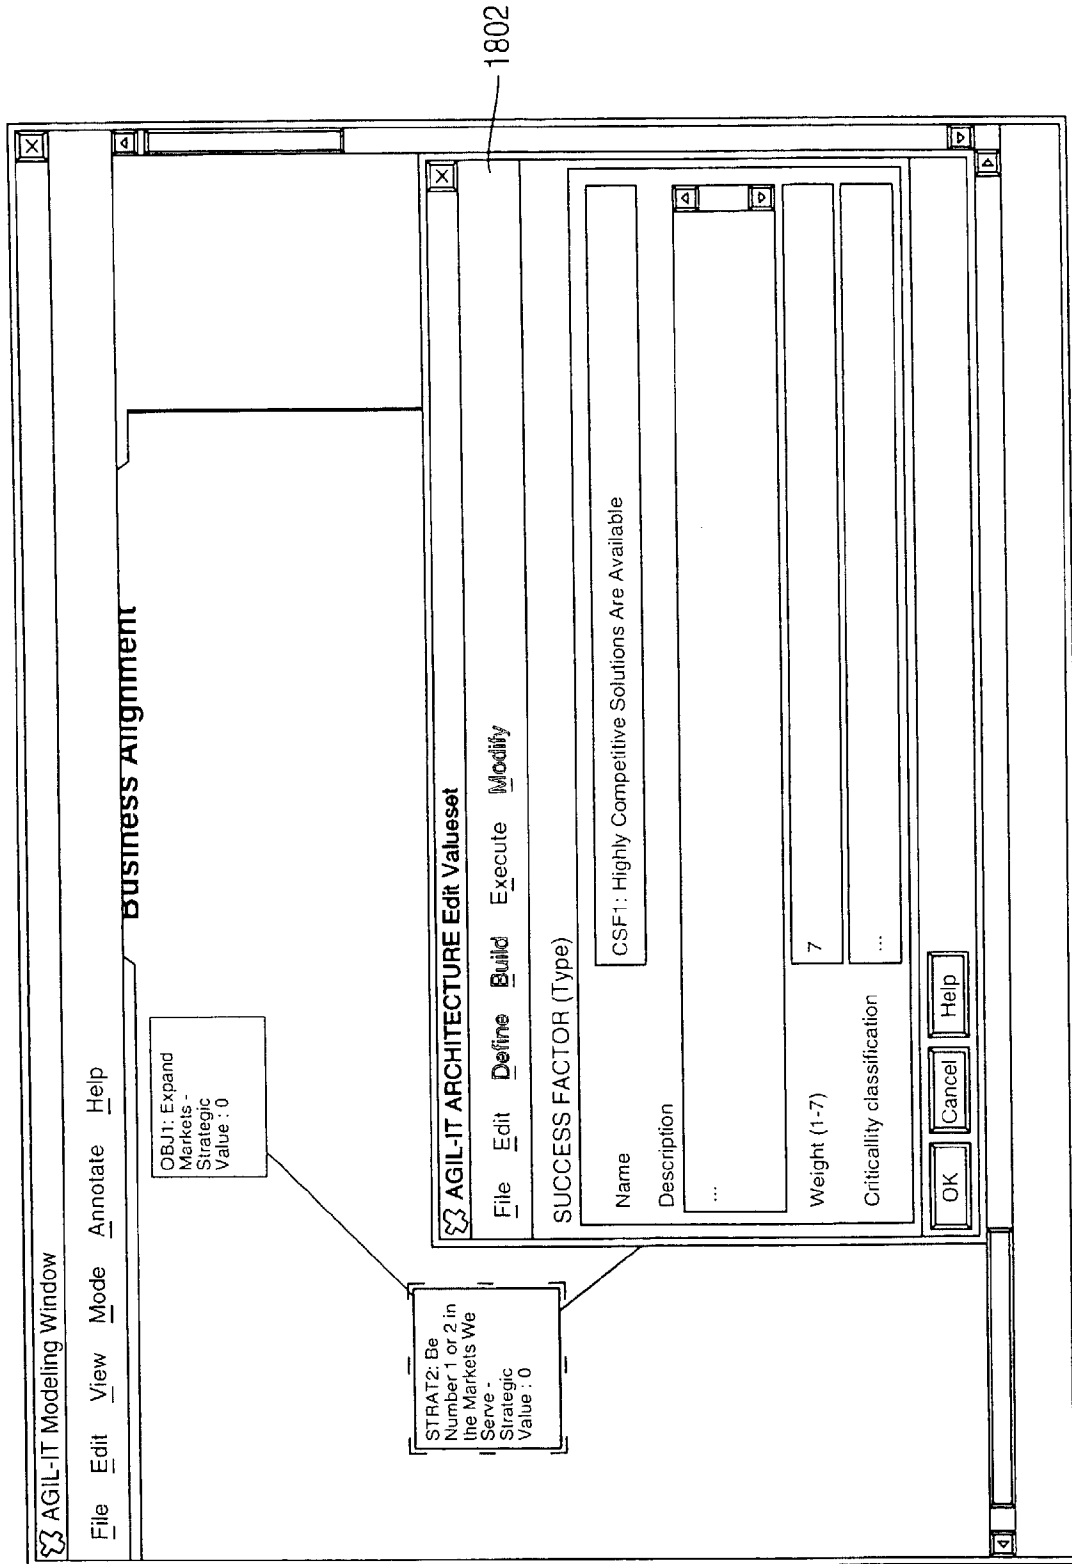 AGIL-IT Modeling Window
File Edit View Mode Annotate Help
Business Alignment
OBJ1: Expand
Markets -
Strategic
Value : 0
STRAT2: Be
Number 1 or 2 in
the Markets We
Serve -
Strategic
Value : 0
AGIL-IT ARCHITECTURE Edit Valueset
File Edit Define Build Execute Modify
SUCCESS FACTOR (Type)
Name
CSF1: Highly Competitive Solutions Are Available
Description
...
Weight (1-7)
7
Criticallity classification
...
OK
Cancel
Help
1802